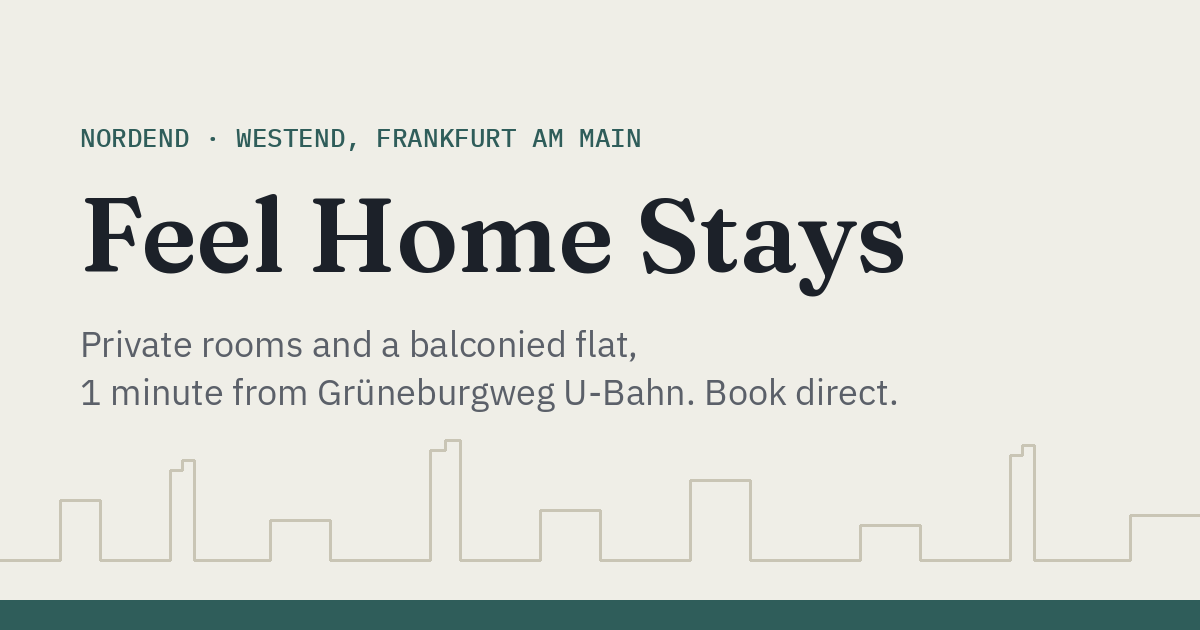 NORDEND · WESTEND, FRANKFURT AM MAIN
Feel Home Stays
Private rooms and a balconied flat,
1 minute from Grüneburgweg U-Bahn. Book direct.